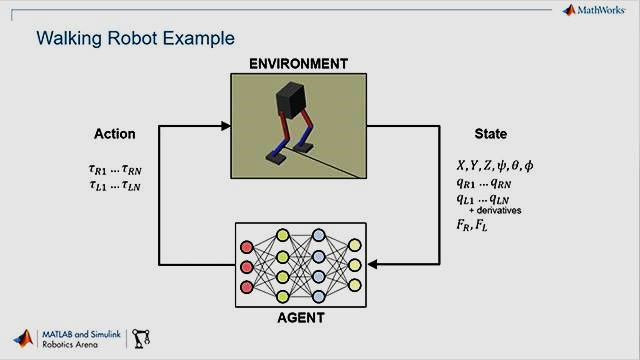 MathWorks
Walking Robot Example
ENVIRONMENT
Action
τR1 … τRN
τL1 … τLN
State
X, Y, Z, ψ, θ, ϕ
qR1 … qRN
qL1 … qLN
+ derivatives
FR, FL
AGENT
MATLAB and Simulink
Robotics Arena